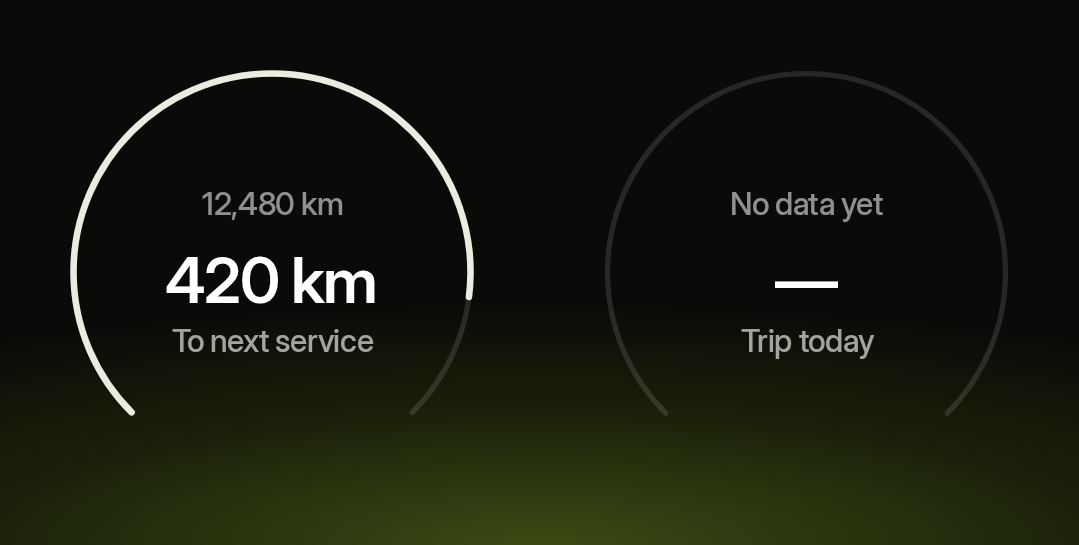 12,480 km
420 km
To next service
No data yet
—
Trip today